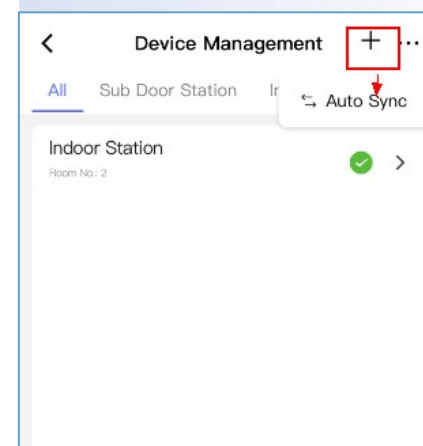 Device Management
All Sub Door Station
Auto Sync
Indoor Station
Room No.: 2